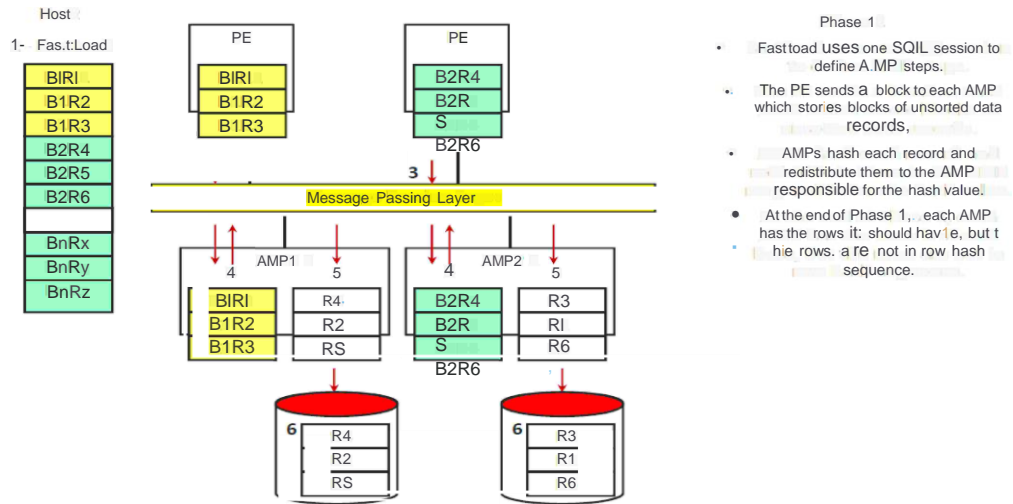 Host
1- Fas.t:Load
BIRI
B1R2
B1R3
B2R4
B2R5
B2R6
BnRx
BnRy
BnRz
PE
BIRI
B1R2
B1R3
PE
B2R4
B2R
S
B2R6
3
Message Passing Layer
4
AMP1
5
BIRI
B1R2
B1R3
R4
R2
RS
4
AMP2
5
B2R4
B2R
S
B2R6
R3
RI
R6
6
R4
R2
RS
6
R3
R1
R6
Phase 1
• Fasttoad uses one SQIL session to
define A.MP steps.
• The PE sends a block to each AMP
which stories blocks of unsorted data
records,
• AMPs hash each record and
redistribute them to the AMP
responsible for the hash value.
• At the end of Phase 1,. each AMP
has the rows it: should hav1e, but t
hie rows. a re not in row hash
sequence.